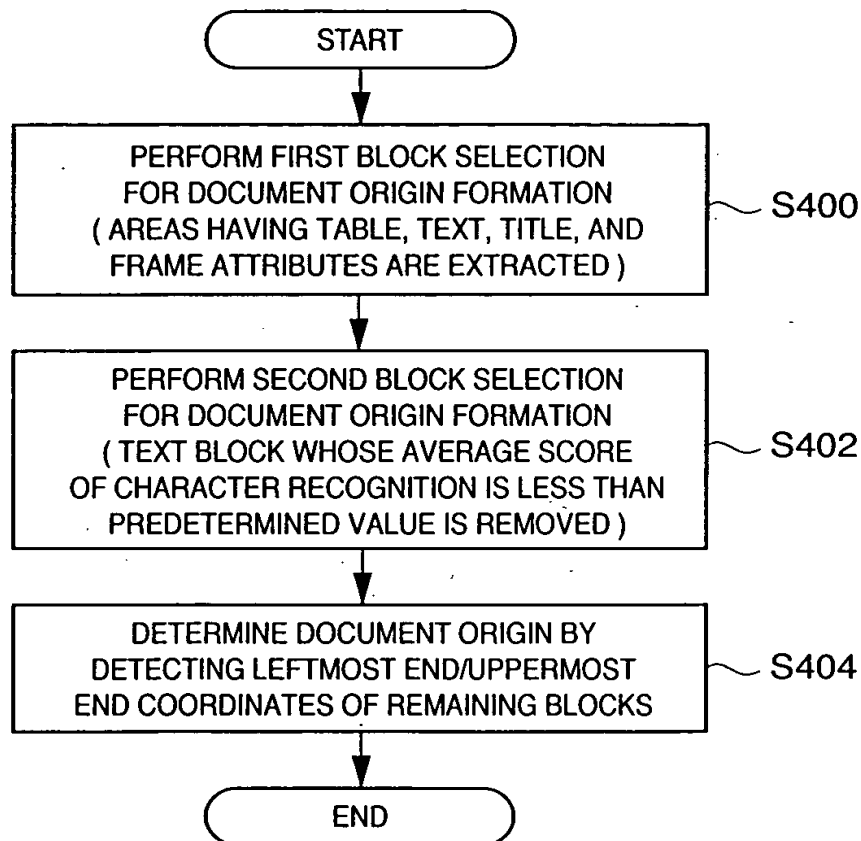 START
PERFORM FIRST BLOCK SELECTION
FOR DOCUMENT ORIGIN FORMATION
( AREAS HAVING TABLE, TEXT, TITLE, AND
FRAME ATTRIBUTES ARE EXTRACTED )
S400
PERFORM SECOND BLOCK SELECTION
FOR DOCUMENT ORIGIN FORMATION
( TEXT BLOCK WHOSE AVERAGE SCORE
OF CHARACTER RECOGNITION IS LESS THAN
PREDETERMINED VALUE IS REMOVED )
S402
DETERMINE DOCUMENT ORIGIN BY
DETECTING LEFTMOST END/UPPERMOST
END COORDINATES OF REMAINING BLOCKS
S404
END